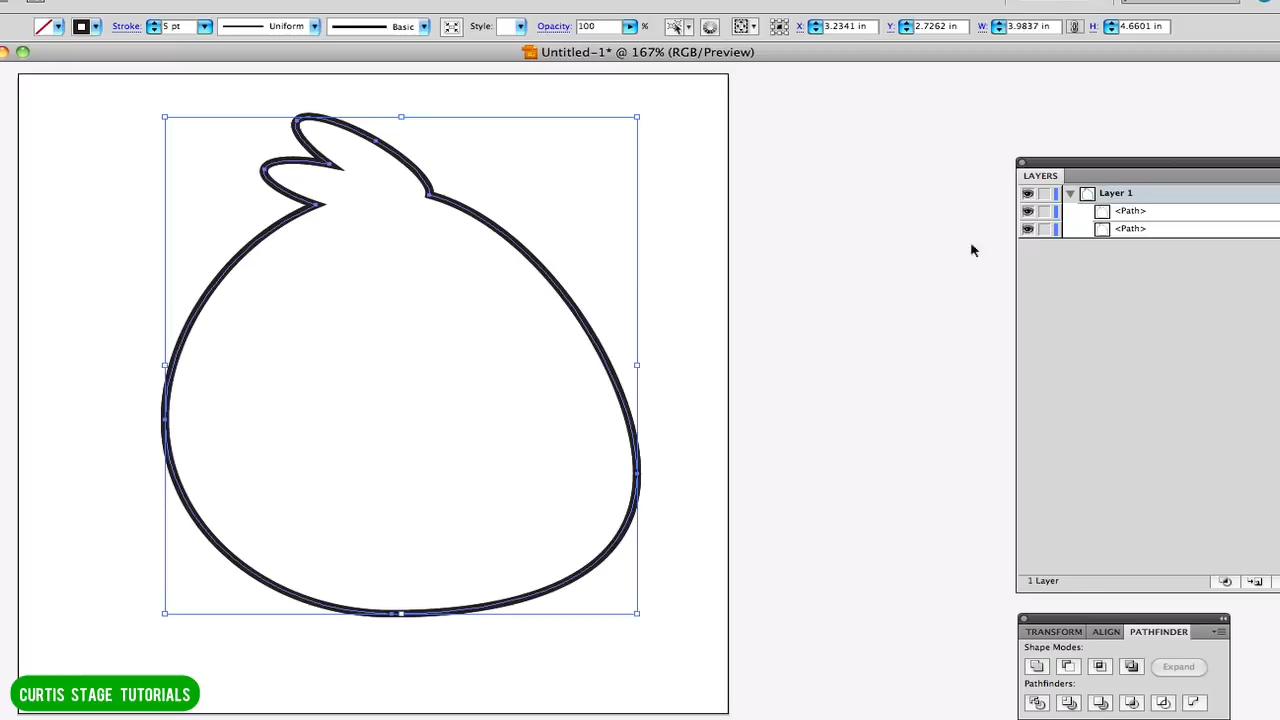 Stroke: 5 pt Uniform Basic Style: Opacity: 100 % X: 3.2341 in Y: 2.7262 in W: 3.9837 in H: 4.6601 in
Untitled-1* @ 167% (RGB/Preview)
LAYERS
Layer 1
<Path>
<Path>
1 Layer
TRANSFORM ALIGN PATHFINDER
Shape Modes:
Expand
Pathfinders:
CURTIS STAGE TUTORIALS